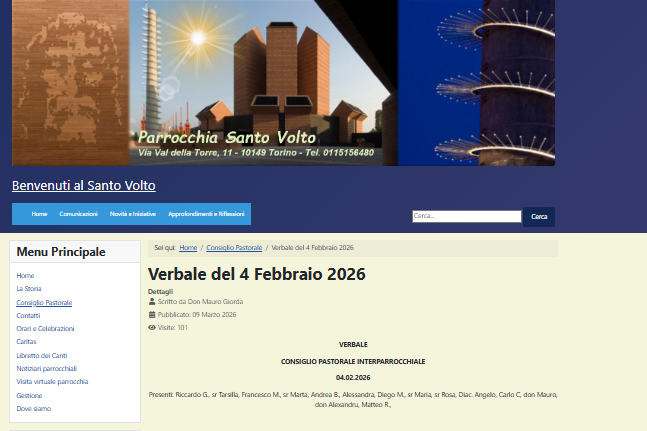 Parrocchia Santo Volto
Via Val della Torre, 11 - 10149 Torino - Tel. 0115156480
Benvenuti al Santo Volto
Home Comunicazioni Novità e Iniziative Approfondimenti e Riflessioni
Cerca... Cerca
Menu Principale
Home
La Storia
Consiglio Pastorale
Contatti
Orari e Celebrazioni
Caritas
Libretto dei Canti
Notiziari parrocchiali
Visita virtuale parrocchia
Gestione
Dove siamo
Sei qui: Home / Consiglio Pastorale / Verbale del 4 Febbraio 2026
Verbale del 4 Febbraio 2026
Dettagli
Scritto da Don Mauro Giorda
Pubblicato: 09 Marzo 2026
Visite: 101
VERBALE
CONSIGLIO PASTORALE INTERPARROCCHIALE
04.02.2026
Presenti: Riccardo G., sr Tarsilla, Francesco M., sr Marta, Andrea B., Alessandra, Diego M., sr Maria, sr Rosa, Diac. Angelo, Carlo C, don Mauro,
don Alexandru, Matteo R.,